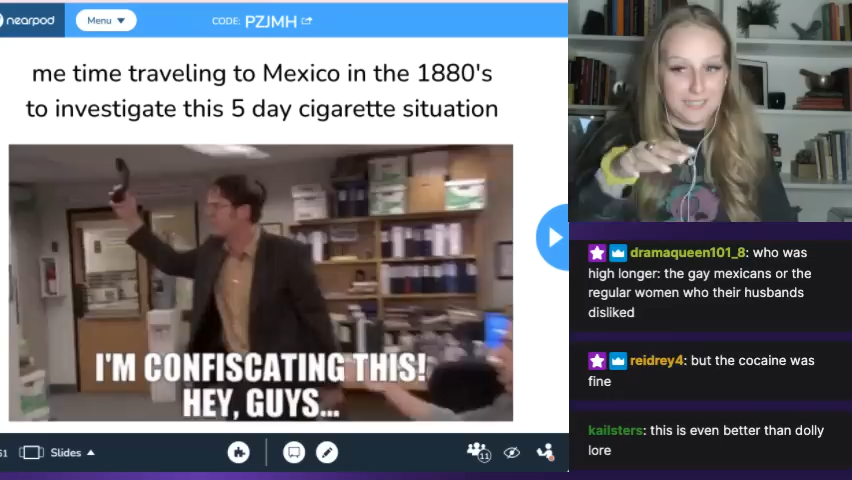 nearpod
Menu
CODE: PZJMH
me time traveling to Mexico in the 1880's
to investigate this 5 day cigarette situation
I'M CONFISCATING THIS!
HEY, GUYS...
51
Slides
11
dramaqueen101_8: who was
high longer: the gay mexicans or the
regular women who their husbands
disliked
reidrey4: but the cocaine was
fine
kailsters: this is even better than dolly
lore